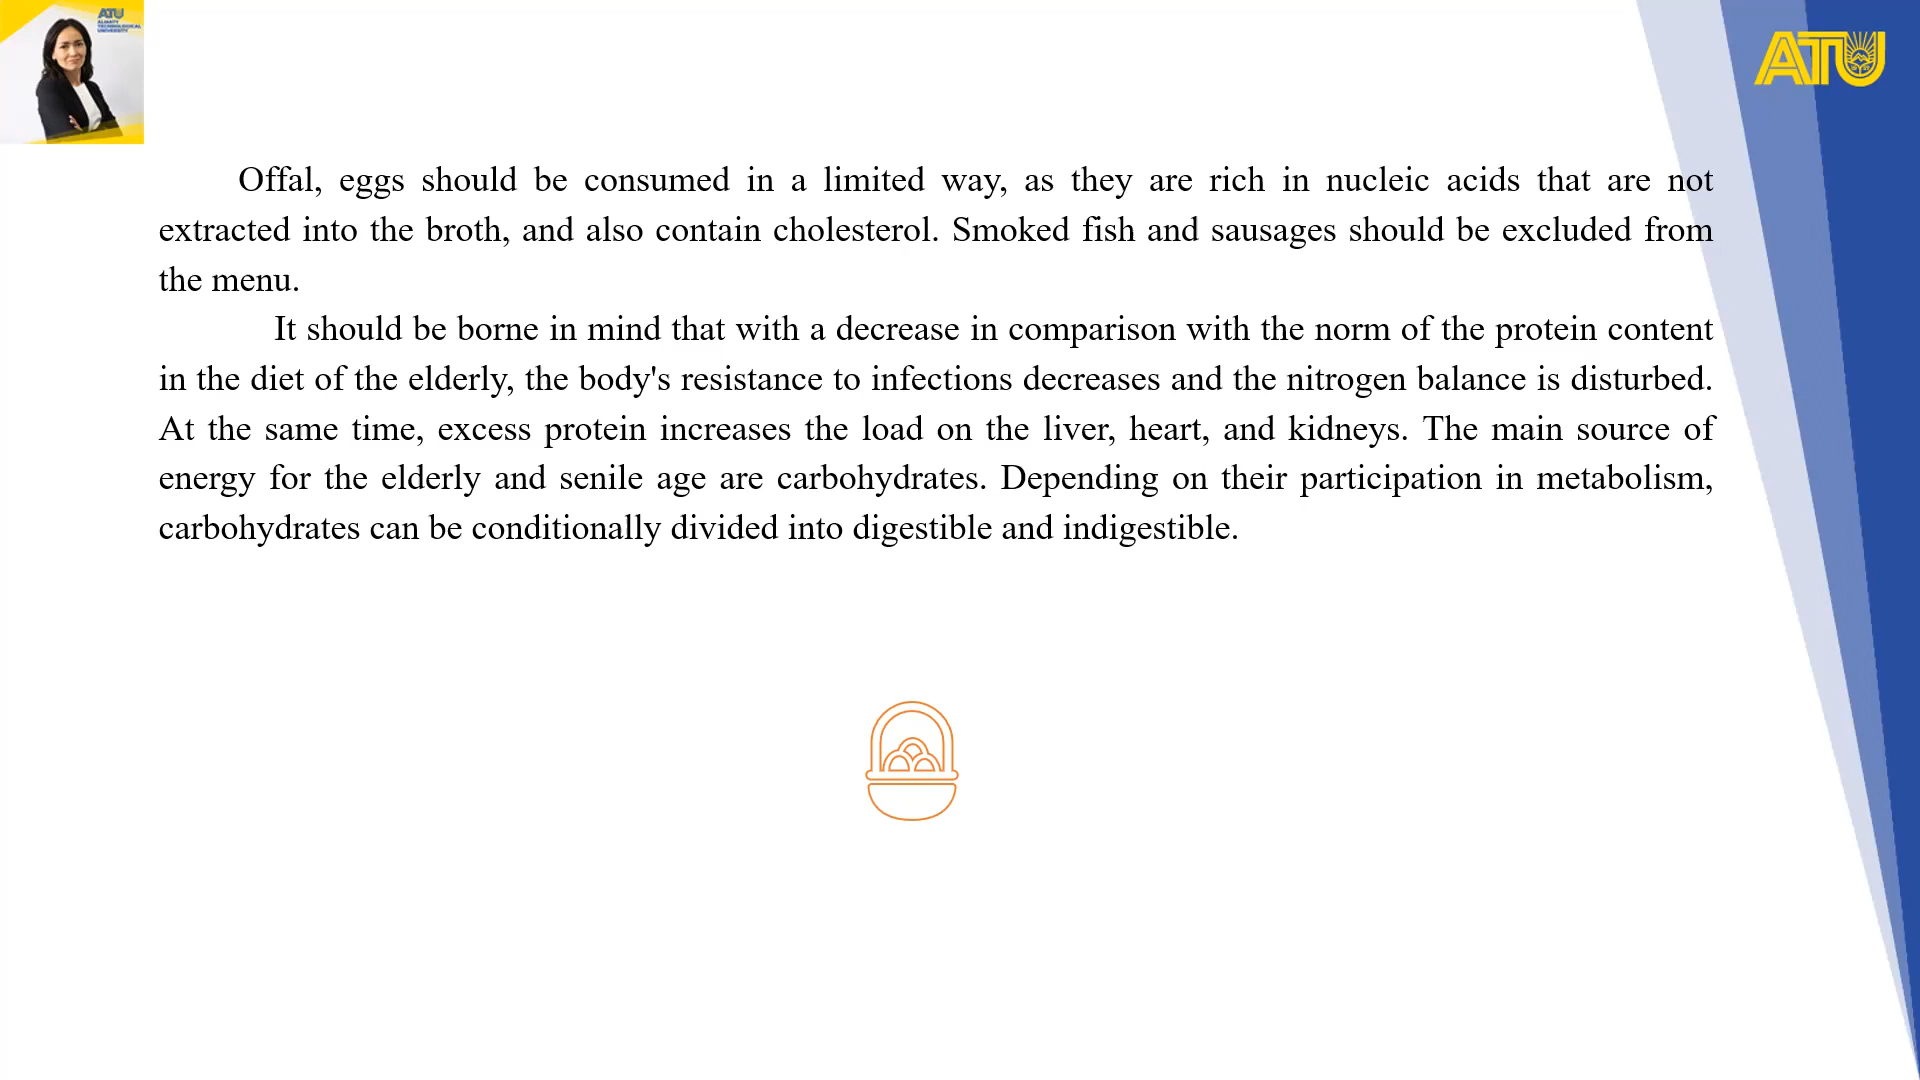 ATU
ALMATY
TECHNOLOGICAL
UNIVERSITY
ATU
Offal, eggs should be consumed in a limited way, as they are rich in nucleic acids that are not
extracted into the broth, and also contain cholesterol. Smoked fish and sausages should be excluded from
the menu.
It should be borne in mind that with a decrease in comparison with the norm of the protein content
in the diet of the elderly, the body's resistance to infections decreases and the nitrogen balance is disturbed.
At the same time, excess protein increases the load on the liver, heart, and kidneys. The main source of
energy for the elderly and senile age are carbohydrates. Depending on their participation in metabolism,
carbohydrates can be conditionally divided into digestible and indigestible.